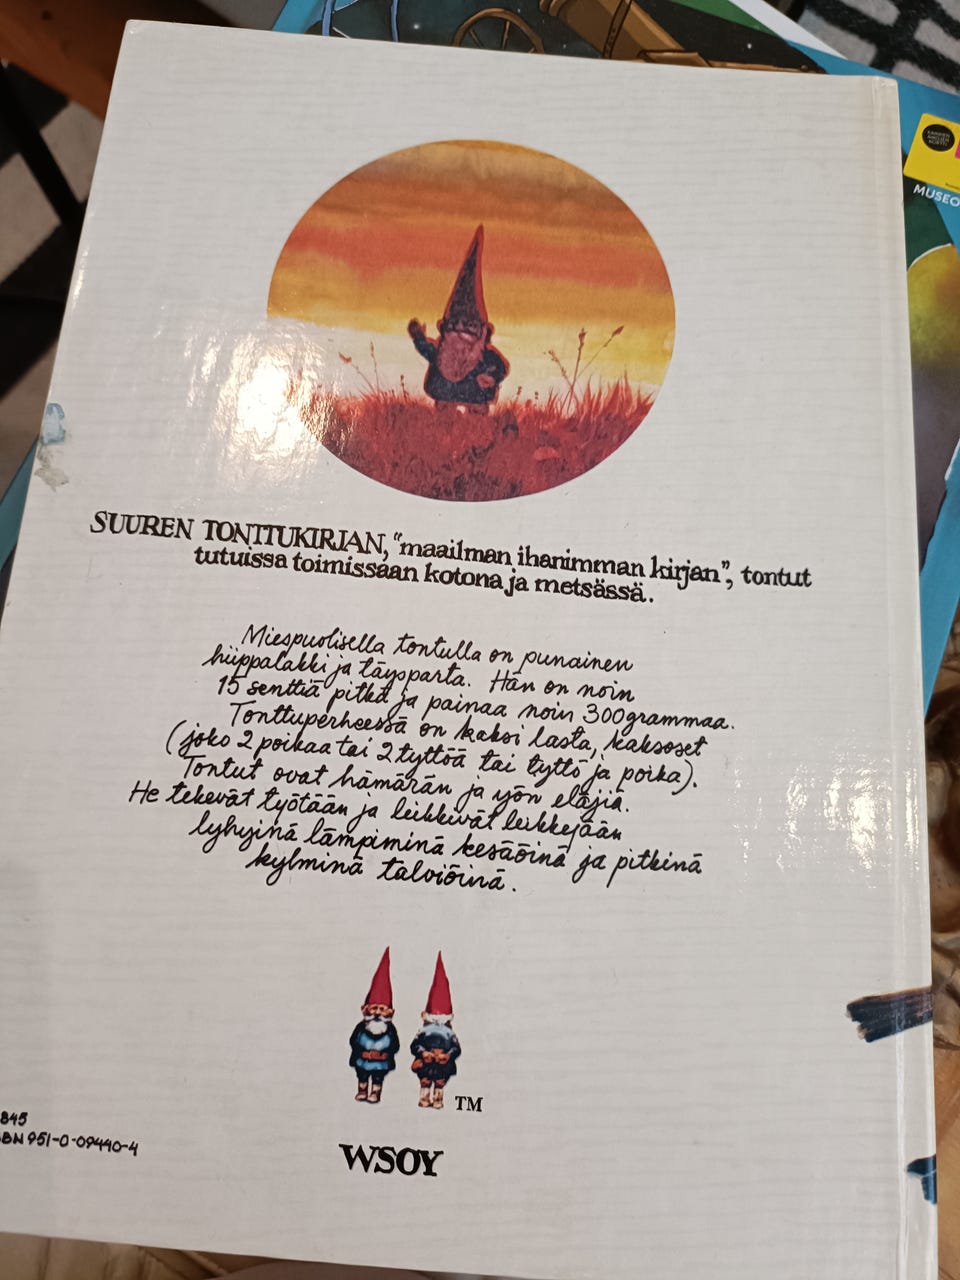 KANSIEN
MUSEO
SUUREN TONTTUKIRJAN, "maailman ihanimman kirjan", tontut
tutuissa toimissaan kotona ja metsässä.
Miespuolisella tontulla on punainen
hiippalakki ja täysparta. Hän on noin
15 senttiä pitkä ja painaa noin 300grammaa.
Tonttuperheessä on kaksi lasta, kaksoset
(joko 2 poikaa tai 2 tyttöä tai tyttö ja poika).
Tontut ovat hämärän ja yön eläjiä.
He tekevät työtään ja leikkivät leikkejään
lyhyinä lämpiminä kesäöinä ja pitkinä
kylminä talviöinä.
TM
845
BN 951-0-09440-4
WSOY